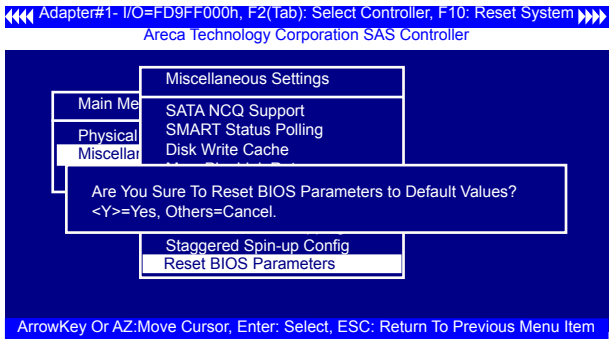 Adapter#1- I/O=FD9FF000h, F2(Tab): Select Controller, F10: Reset System
Areca Technology Corporation SAS Controller
Miscellaneous Settings
Main Me
SATA NCQ Support
SMART Status Polling
Physical
Disk Write Cache
Miscellan
Are You Sure To Reset BIOS Parameters to Default Values?
<Y>=Yes, Others=Cancel.
Staggered Spin-up Config
Reset BIOS Parameters
ArrowKey Or AZ:Move Cursor, Enter: Select, ESC: Return To Previous Menu Item